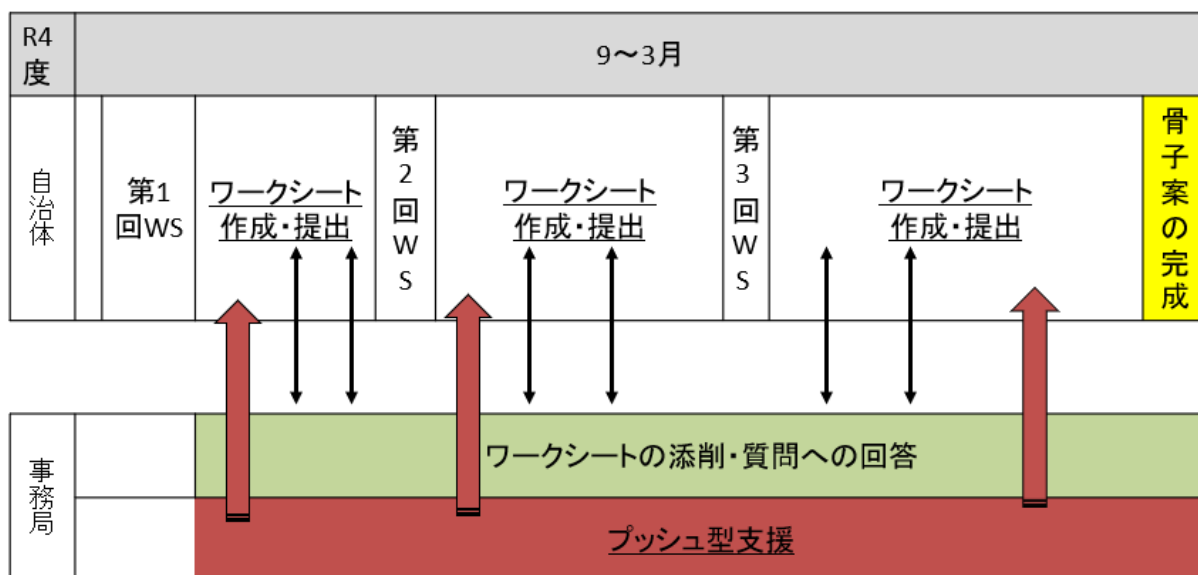 R4
度
9～3月
自治体
第1
回WS
ワークシート
作成・提出
第2回WS
ワークシート
作成・提出
第3回WS
ワークシート
作成・提出
骨子案の完成
事務局
ワークシートの添削・質問への回答
プッシュ型支援